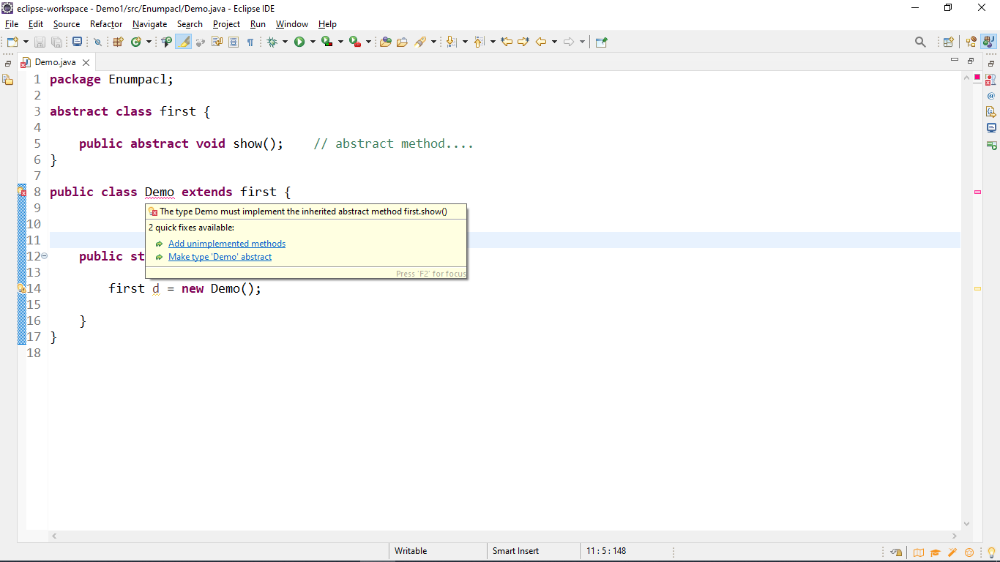 eclipse-workspace - Demo1/src/Enumpacl/Demo.java - Eclipse IDE
File Edit Source Refactor Navigate Search Project Run Window Help
Demo.java
1 package Enumpacl;
2
3 abstract class first {
4
5 public abstract void show(); // abstract method....
6 }
7
8 public class Demo extends first {
9
The type Demo must implement the inherited abstract method first.show()
10
2 quick fixes available:
11
Add unimplemented methods
12 public st
Make type 'Demo' abstract
13
Press 'F2' for focus
14 first d = new Demo();
15
16 }
17 }
18
Writable Smart Insert 11 : 5 : 148